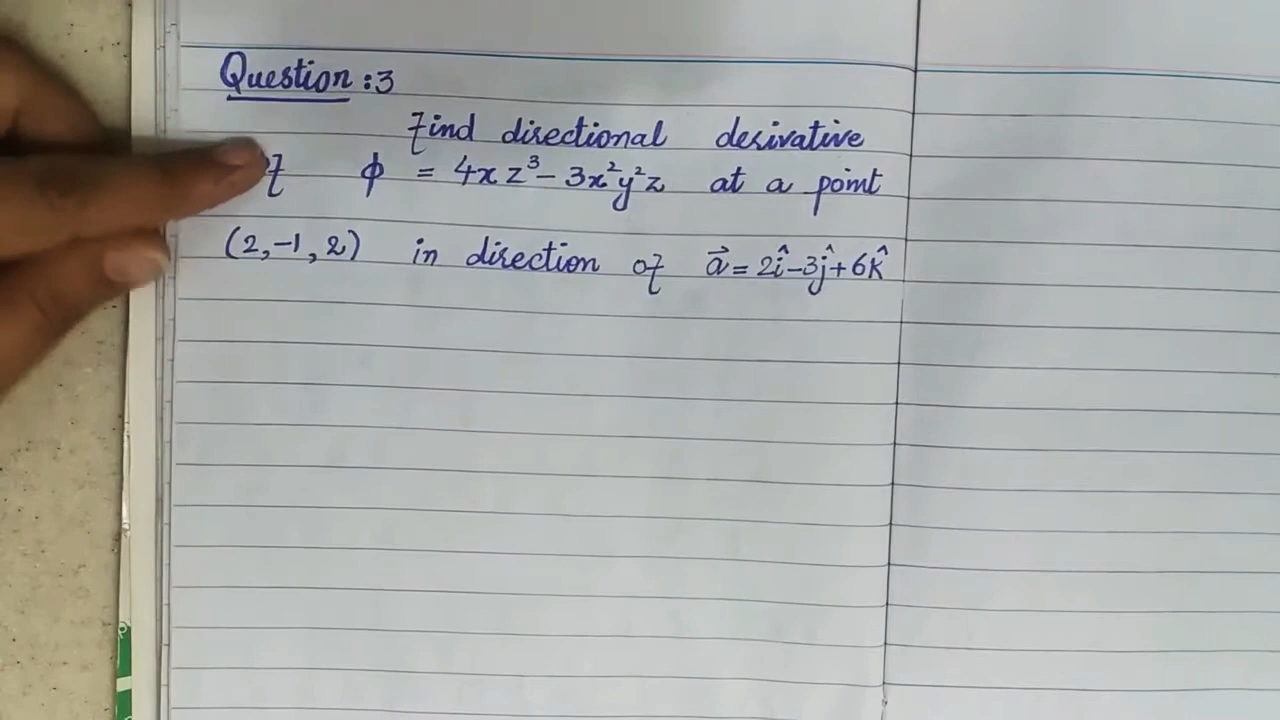 Question :3
Find directional derivative
of φ = 4xz³ - 3x²y²z at a point
(2, -1, 2) in direction of a⃗ = 2î - 3ĵ + 6k̂